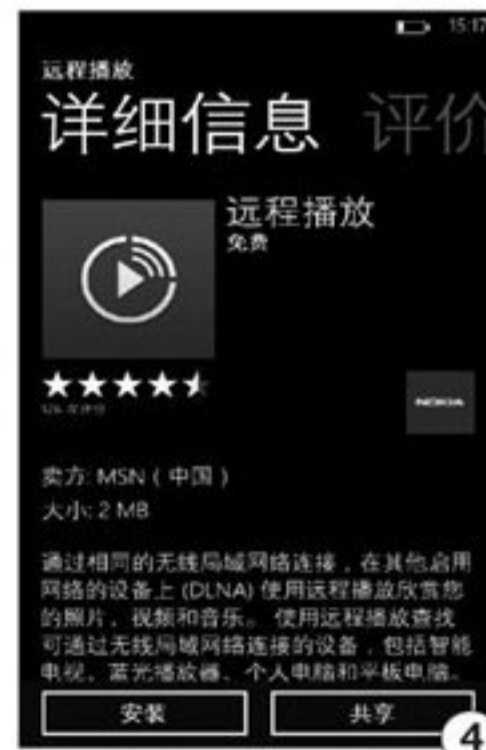 15:17
远程播放
详细信息 评价
远程播放
免费
NOKIA
卖方: MSN ( 中国 )
大小: 2 MB
通过相同的无线局域网络连接，在其他启用
网络的设备上 (DLNA) 使用远程播放欣赏您
的照片、视频和音乐。 使用远程播放查找
可通过无线局域网络连接的设备，包括智能
电视、蓝光播放器、个人电脑和平板电脑。
安装 共享
4